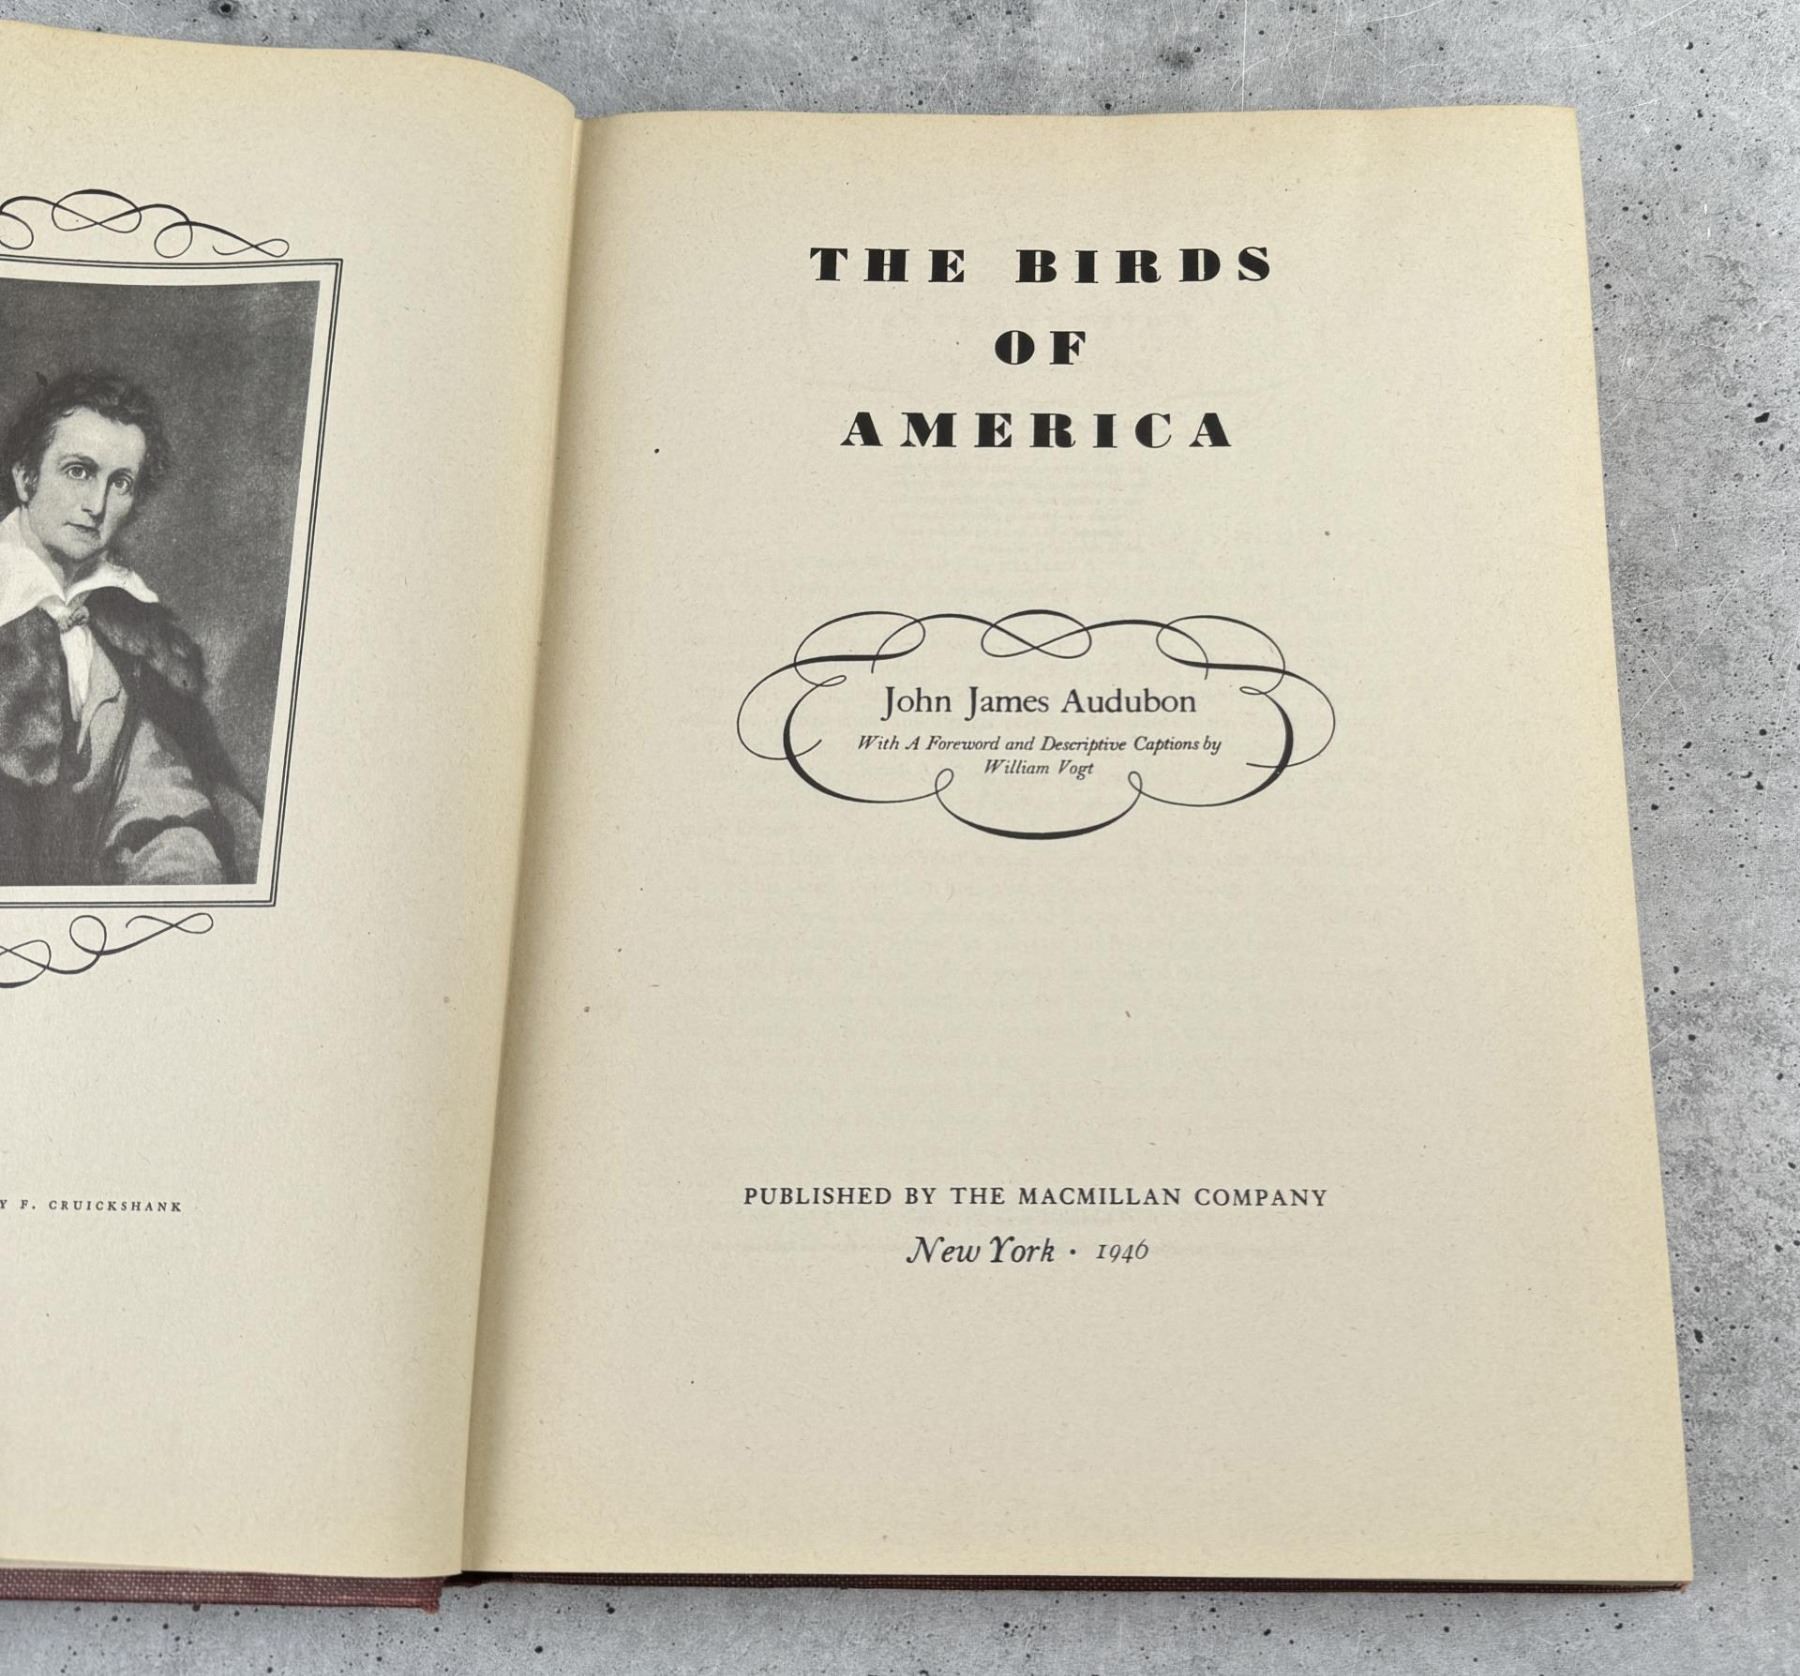 Y F. CRUICKSHANK
THE BIRDS
OF
AMERICA
John James Audubon
With A Foreword and Descriptive Captions by
William Vogt
PUBLISHED BY THE MACMILLAN COMPANY
New York · 1946